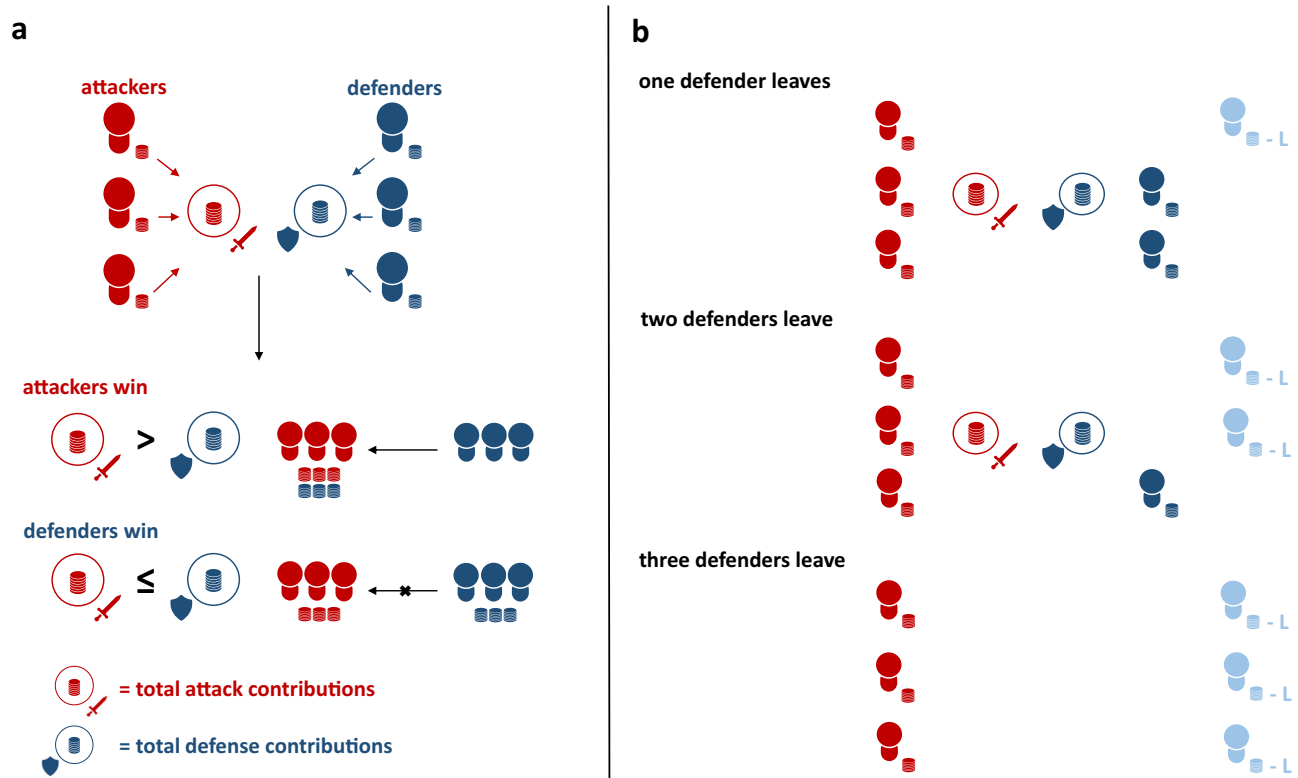 a
attackers
defenders
attackers win
>
defenders win
≤
= total attack contributions
= total defense contributions
b
one defender leaves
- L
two defenders leave
- L
- L
three defenders leave
- L
- L
- L